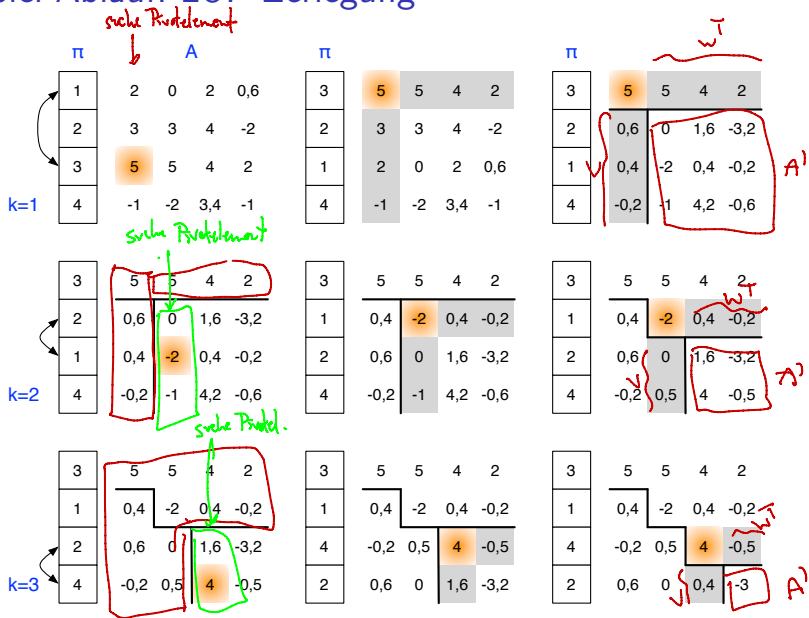 suche Pivotelement
π A π π wT
1 2 0 2 0,6 3 5 5 4 2 3 5 5 4 2
2 3 3 4 -2 2 3 3 4 -2 2 0,6 0 1,6 -3,2
3 5 5 4 2 1 2 0 2 0,6 1 0,4 -2 0,4 -0,2 v A'
k=1 4 -1 -2 3,4 -1 4 -1 -2 3,4 -1 4 -0,2 -1 4,2 -0,6
suche Pivotelement
3 5 5 4 2 3 5 5 4 2 3 5 5 4 2
2 0,6 0 1,6 -3,2 1 0,4 -2 0,4 -0,2 1 0,4 -2 0,4 -0,2 wT
1 0,4 -2 0,4 -0,2 2 0,6 0 1,6 -3,2 2 0,6 0 1,6 -3,2 v A'
k=2 4 -0,2 -1 4,2 -0,6 4 -0,2 -1 4,2 -0,6 4 -0,2 0,5 4 -0,5
suche Pivotel.
3 5 5 4 2 3 5 5 4 2 3 5 5 4 2
1 0,4 -2 0,4 -0,2 1 0,4 -2 0,4 -0,2 1 0,4 -2 0,4 -0,2
2 0,6 0 1,6 -3,2 4 -0,2 0,5 4 -0,5 4 -0,2 0,5 4 -0,5 wT
k=3 4 -0,2 0,5 4 -0,5 2 0,6 0 1,6 -3,2 2 0,6 0 v 0,4 -3 A'